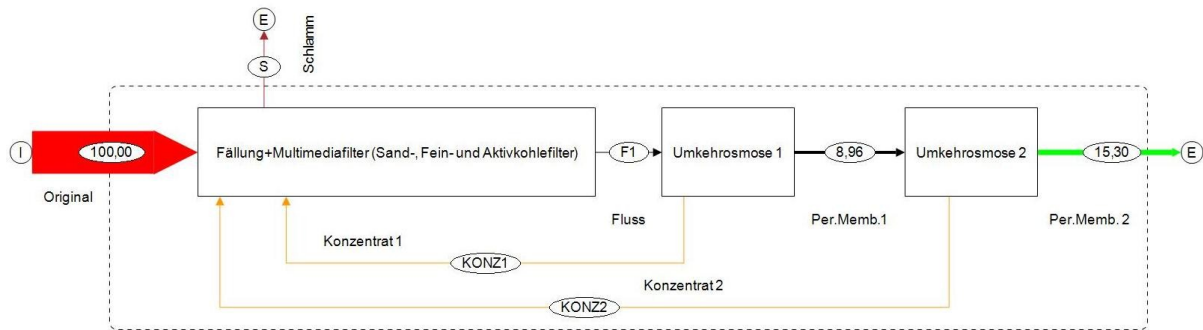 E
S
Schlamm
I
100,00
Original
Fällung+Multimediafilter (Sand-, Fein- und Aktivkohlefilter)
F1
Fluss
Umkehrosmose 1
8,96
Per.Memb.1
Umkehrosmose 2
15,30
Per.Memb. 2
E
Konzentrat 1
KONZ1
Konzentrat 2
KONZ2